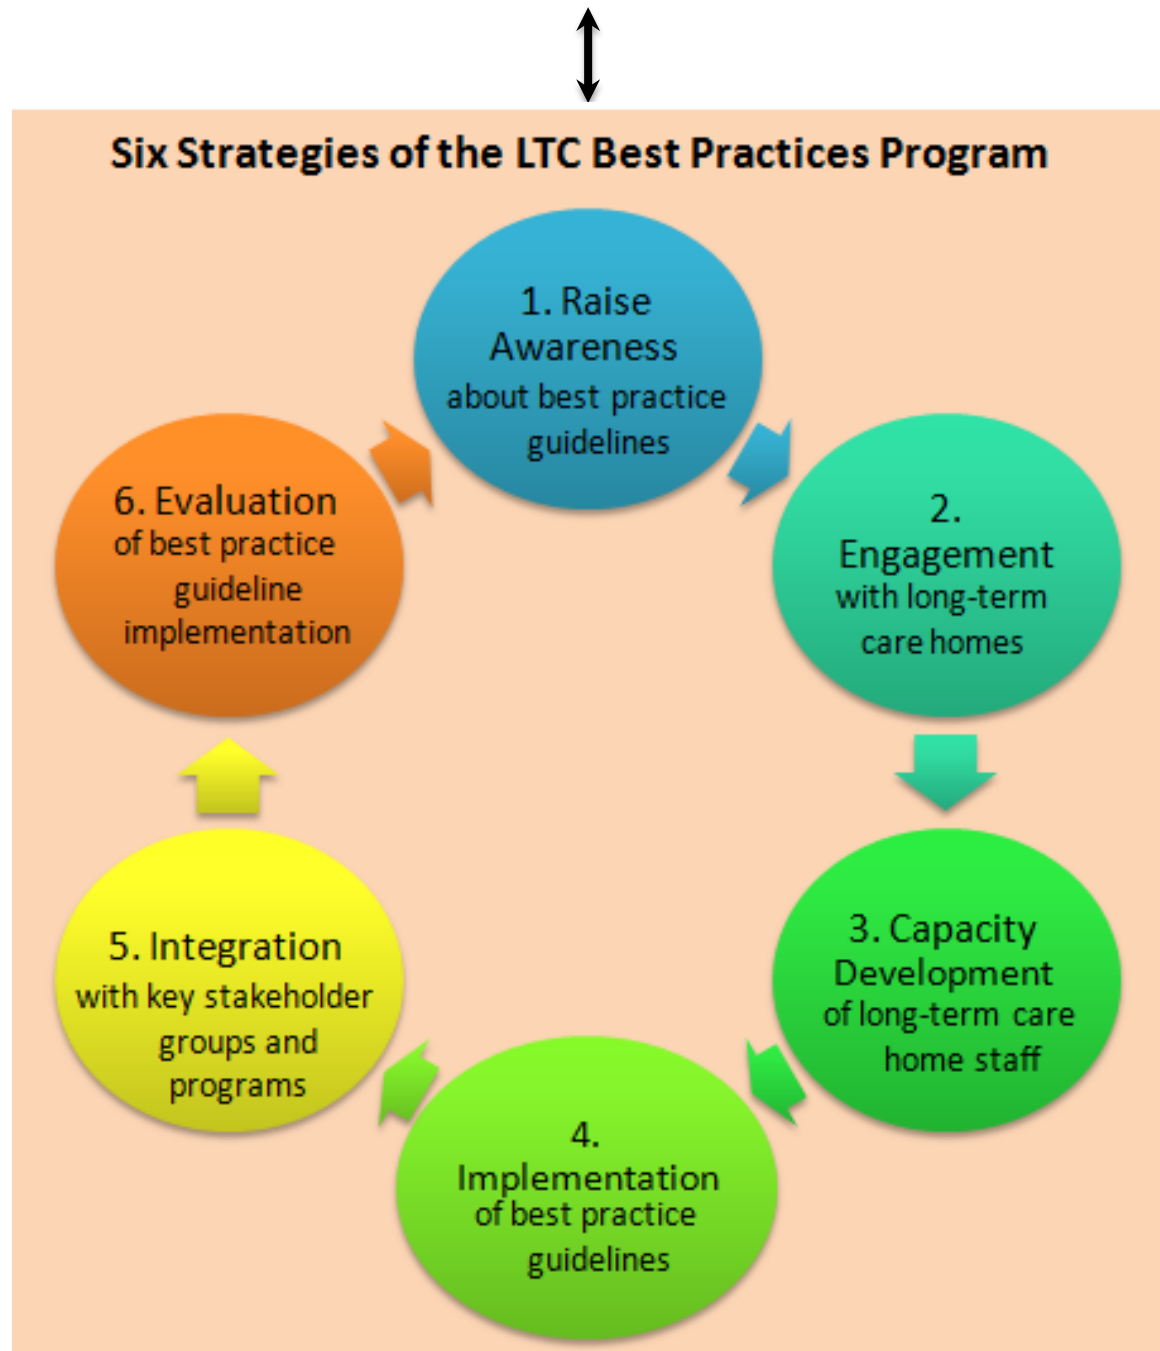 Six Strategies of the LTC Best Practices Program
1. Raise
Awareness
about best practice
guidelines
2.
Engagement
with long-term
care homes
3. Capacity
Development
of long-term care
home staff
4.
Implementation
of best practice
guidelines
5. Integration
with key stakeholder
groups and
programs
6. Evaluation
of best practice
guideline
implementation